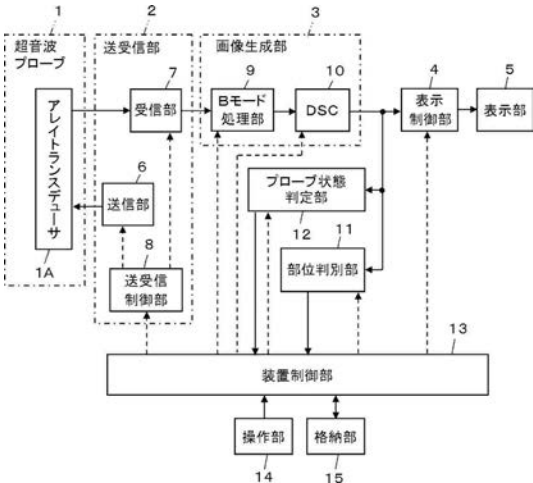 1
2
3
超音波
プローブ
送受信部
画像生成部
7
9
10
4
5
アレイトランスデューサ
受信部
Bモード
処理部
DSC
表示
制御部
表示部
6
送信部
プローブ状態
判定部
12
11
8
部位判別部
1A
送受信
制御部
13
装置制御部
操作部
格納部
14
15